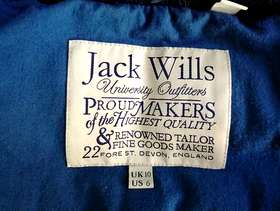 Jack Wills
University Outfitters
PROUD MAKERS
of the HIGHEST QUALITY
& RENOWNED TAILOR
FINE GOODS MAKER
22 FORE ST, DEVON, ENGLAND
UK 10
US 6